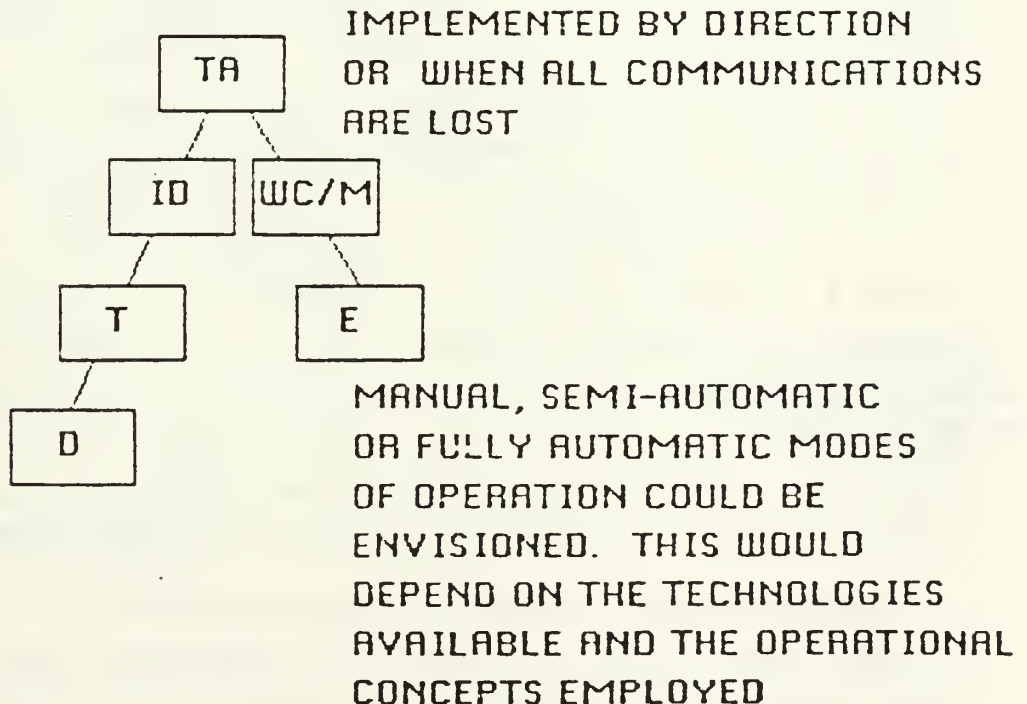 IMPLEMENTED BY DIRECTION
TA
OR WHEN ALL COMMUNICATIONS
ARE LOST
ID WC/M
T E
MANUAL, SEMI-AUTOMATIC
D
OR FULLY AUTOMATIC MODES
OF OPERATION COULD BE
ENVISIONED. THIS WOULD
DEPEND ON THE TECHNOLOGIES
AVAILABLE AND THE OPERATIONAL
CONCEPTS EMPLOYED